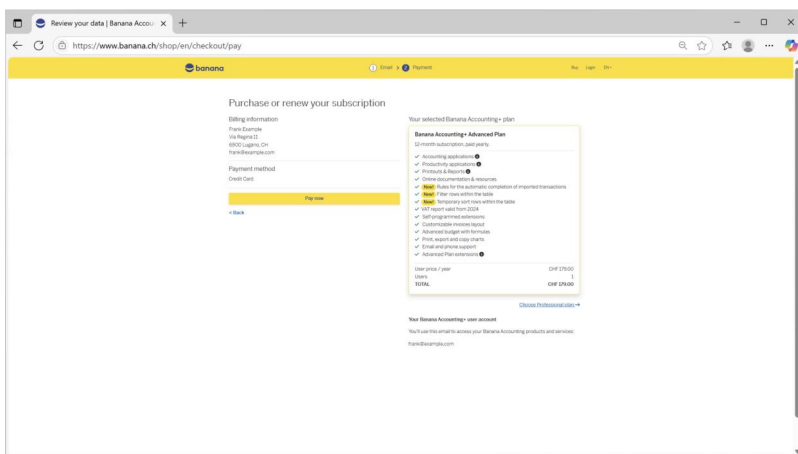 Review your data | Banana Accou
https://www.banana.ch/shop/en/checkout/pay
banana
1 Email > 2 Payment
Buy Login EN
Purchase or renew your subscription
Billing information
Frank Example
Via Regina 11
6900 Lugano, CH
frank@example.com
Payment method
Credit Card
Pay now
< Back
Your selected Banana Accounting+ plan
Banana Accounting+ Advanced Plan
12-month subscription, paid yearly.
Accounting applications
Productivity applications
Printouts & Reports
Online documentation & resources
New! Rules for the automatic completion of imported transactions
New! Filter rows within the table
New! Temporary sort rows within the table
VAT report valid from 2024
Self-programmed extensions
Customizable invoices layout
Advanced budget with formulas
Print, export and copy charts
Email and phone support
Advanced Plan extensions
User price / year CHF 179.00
Users 1
TOTAL CHF 179.00
Choose Professional plan →
Your Banana Accounting+ user account
You'll use this email to access your Banana Accounting products and services:
frank@example.com